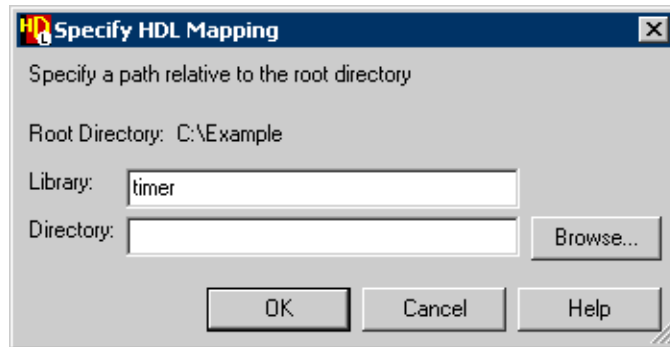 HD L Specify HDL Mapping
Specify a path relative to the root directory
Root Directory: C:\Example
Library: timer
Directory: Browse...
OK Cancel Help